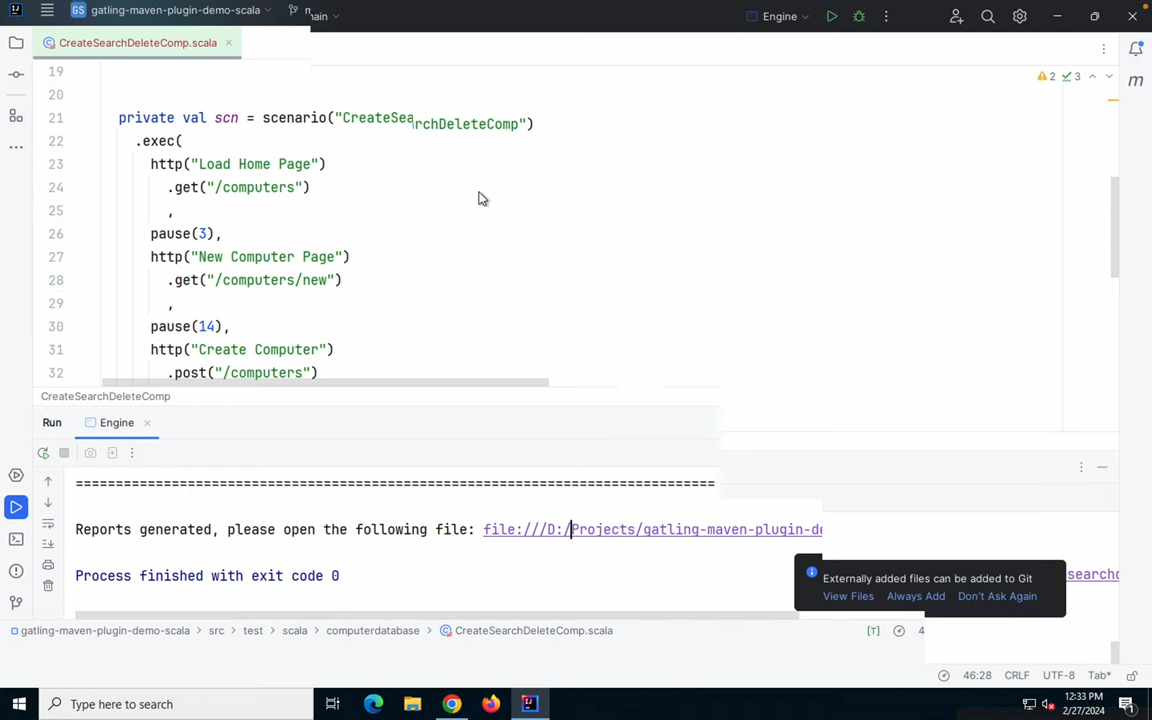 GS gatling-maven-plugin-demo-scala
main
Engine
CreateSearchDeleteComp.scala
2 3
m
19
20
21 private val scn = scenario("CreateSearchDeleteComp")
22 .exec(
23 http("Load Home Page")
24 .get("/computers")
25 ,
26 pause(3),
27 http("New Computer Page")
28 .get("/computers/new")
29 ,
30 pause(14),
31 http("Create Computer")
32 .post("/computers")
CreateSearchDeleteComp
Run Engine
================================================================================
Reports generated, please open the following file: file:///D:/Projects/gatling-maven-plugin-de
Process finished with exit code 0
Externally added files can be added to Git
View Files Always Add Don't Ask Again
gatling-maven-plugin-demo-scala > src > test > scala > computerdatabase > CreateSearchDeleteComp.scala
46:28 CRLF UTF-8 Tab*
Type here to search
12:33 PM
2/27/2024
1